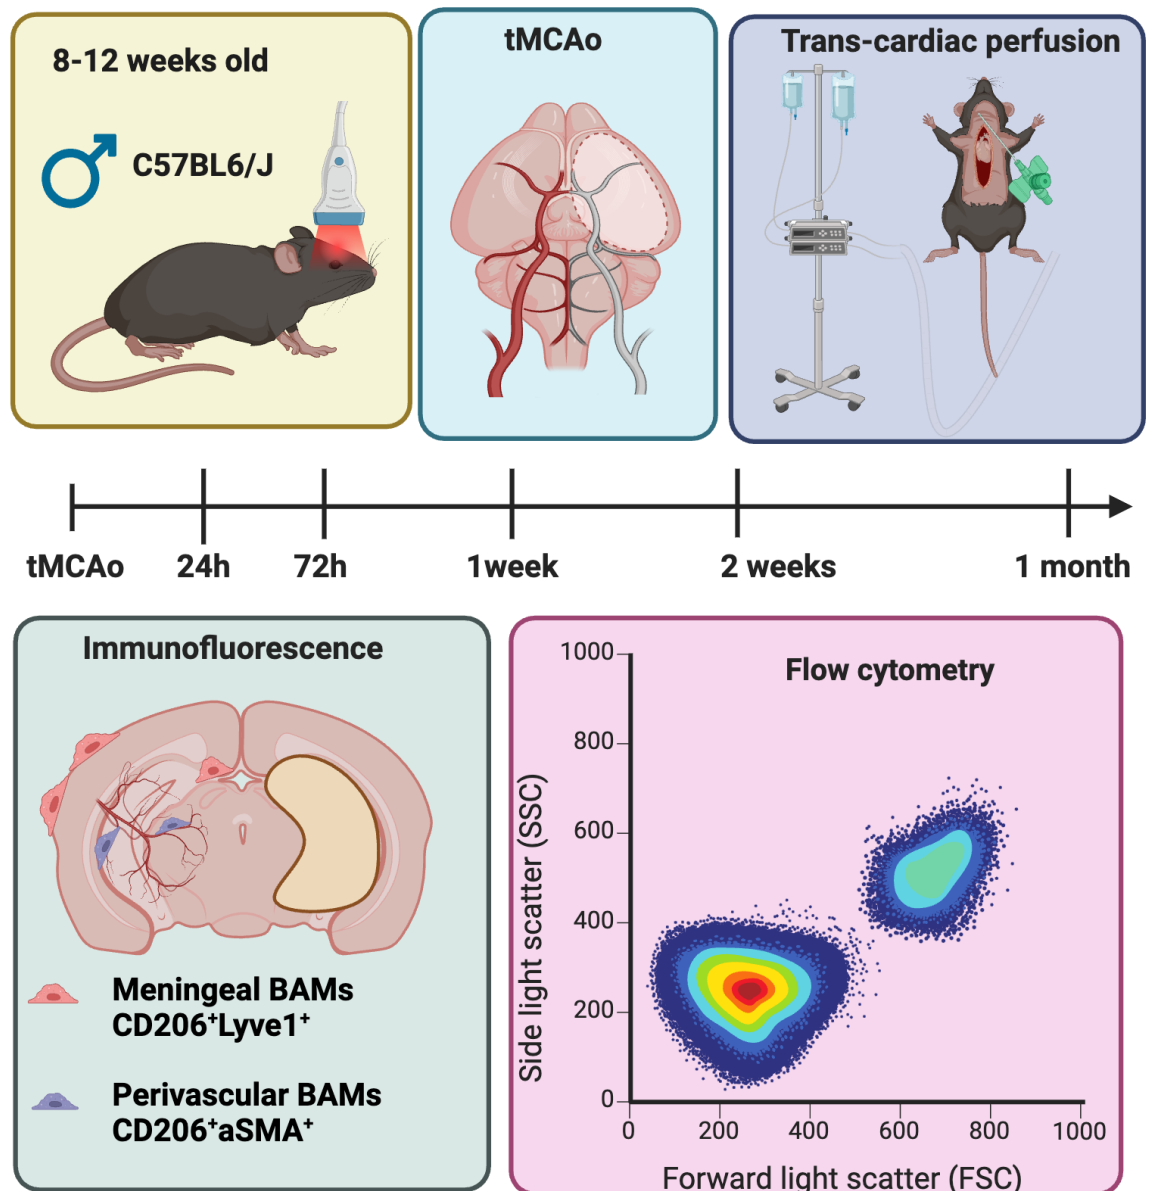 8-12 weeks old
C57BL6/J
tMCAo
Trans-cardiac perfusion
tMCAo
24h
72h
1week
2 weeks
1 month
Immunofluorescence
Meningeal BAMs
CD206⁺Lyve1⁺
Perivascular BAMs
CD206⁺aSMA⁺
Flow cytometry
Side light scatter (SSC)
1000
800
600
400
200
0
0
200
400
600
800
1000
Forward light scatter (FSC)